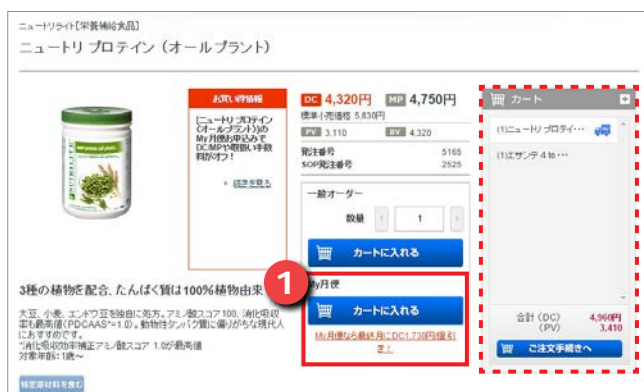 ニュートリライト[栄養補給食品]
ニュートリ プロテイン (オールプラント)
お買い得情報
[ニュートリ プロテイン
(オールプラント)]の
My月便お申込みで
DC/MPや取扱い手数
料がオフ!
続きを読む
DC 4,320円 MP 4,750円
標準小売価格 5,830円
PV 3,110 BV 4,320
発注番号 5165
SOP発注番号 2525
一般オーダー
数量 1
カートに入れる
1
My月便
カートに入れる
My月便なら最終月にDC1,730円値引
き!
NUTRILITE
3種の植物を配合、たんぱく質は100%植物由来
大豆、小麦、エンドウ豆を独自に処方。アミノ酸スコア100、消化吸収
率も最高値(PDCAAS*=1.0)。動物性タンパク質に偏りがちな現代人
におすすめです。
*消化吸収効率補正アミノ酸スコア 1.0が最高値
対象年齢:1歳~
特定原材料を含む
カート
(1)ニュートリ プロテイ…
(1)エサンテ 4 to…
合計 (DC) 4,960円
(PV) 3,410
ご注文手続きへ